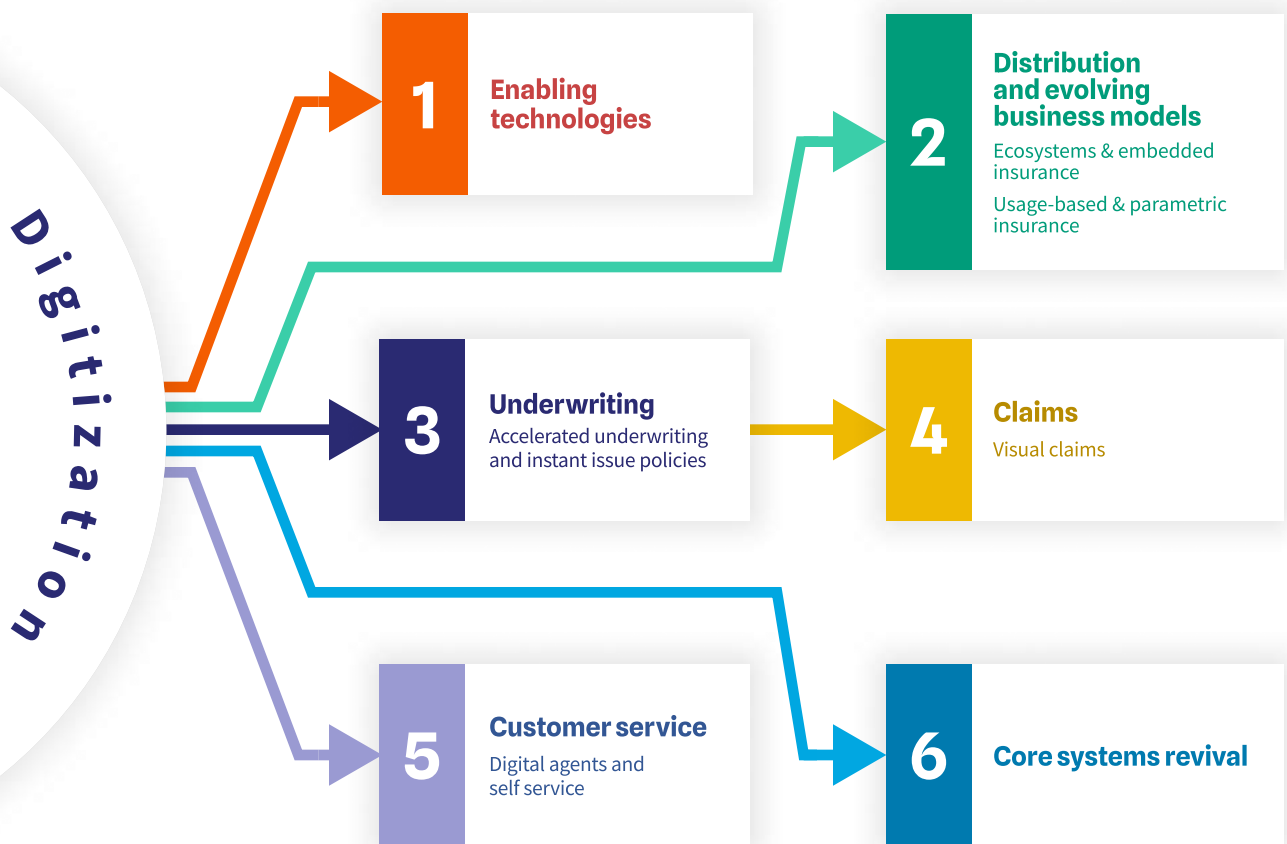 Digitization
1
Enabling
technologies
2
Distribution
and evolving
business models
Ecosystems & embedded
insurance
Usage-based & parametric
insurance
3
Underwriting
Accelerated underwriting
and instant issue policies
4
Claims
Visual claims
5
Customer service
Digital agents and
self service
6
Core systems revival